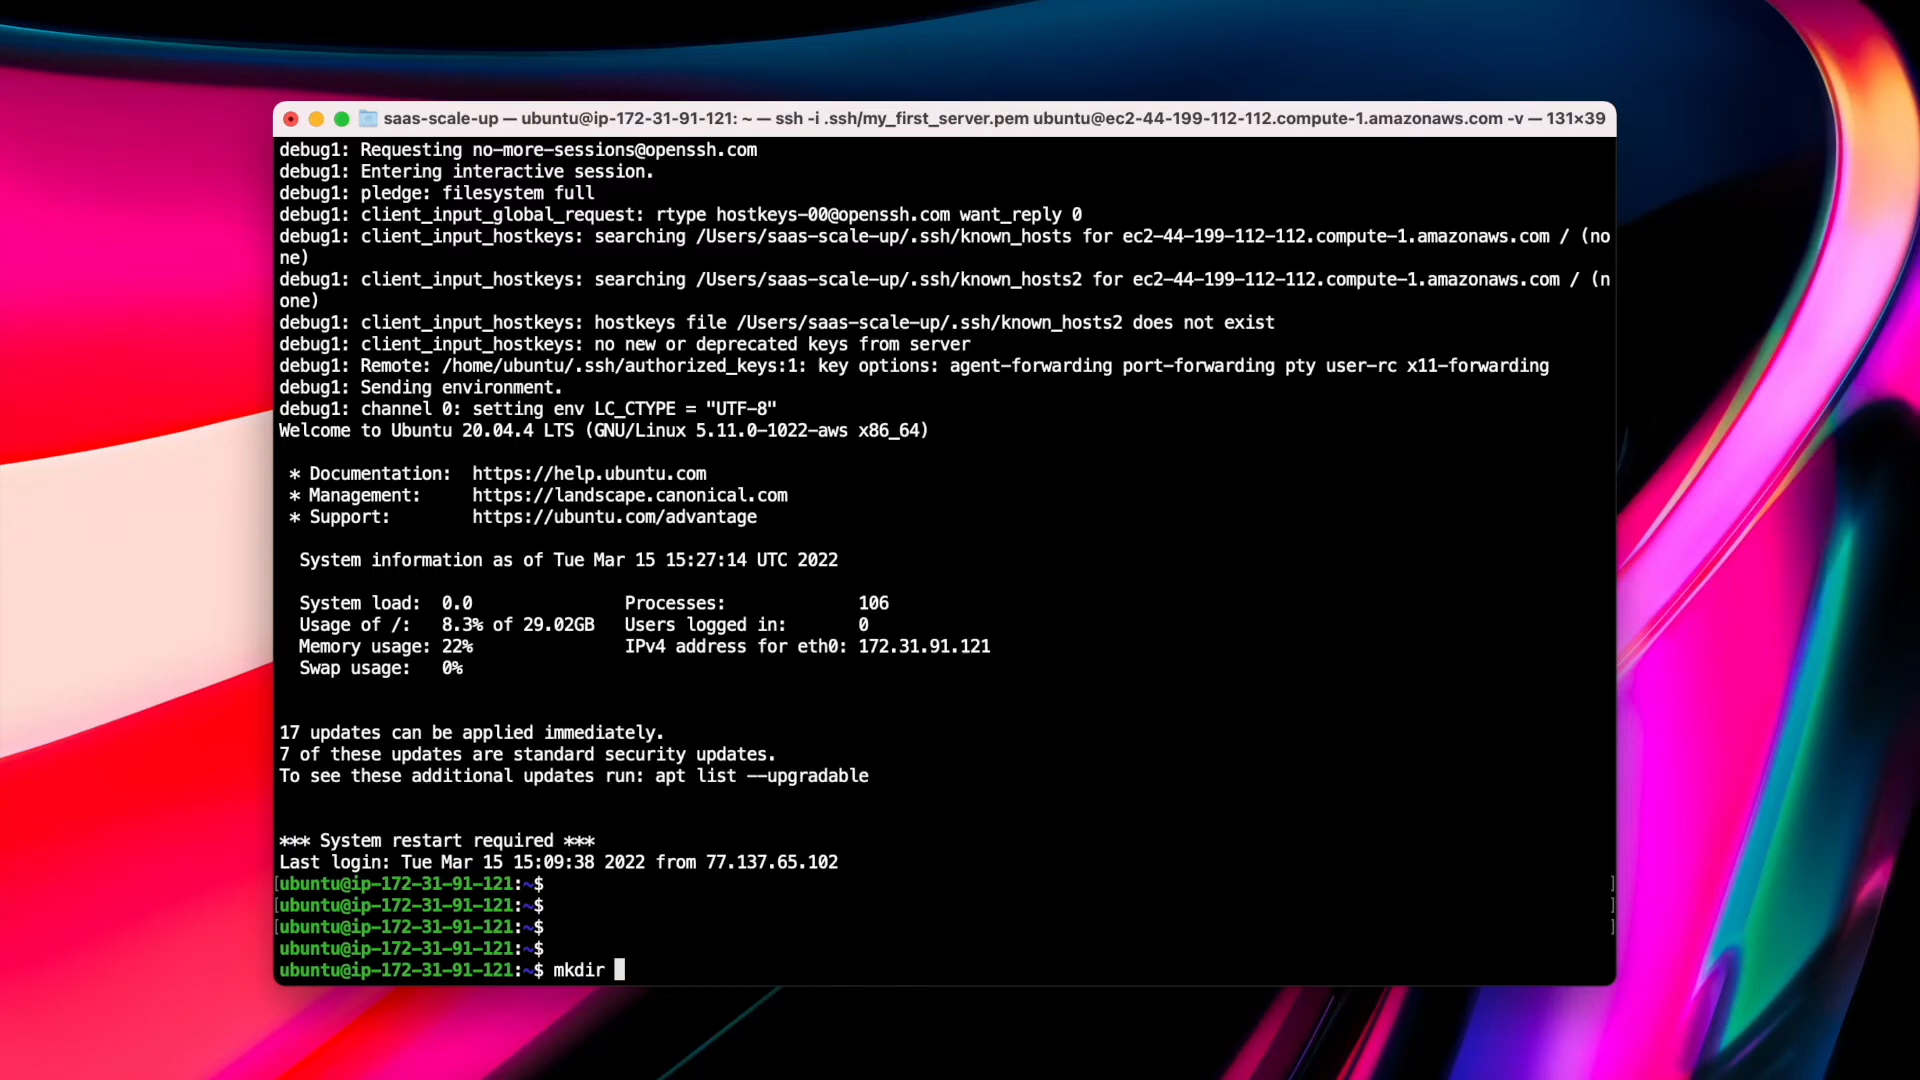 saas-scale-up — ubuntu@ip-172-31-91-121: ~ — ssh -i .ssh/my_first_server.pem ubuntu@ec2-44-199-112-112.compute-1.amazonaws.com -v — 131×39
debug1: Requesting no-more-sessions@openssh.com
debug1: Entering interactive session.
debug1: pledge: filesystem full
debug1: client_input_global_request: rtype hostkeys-00@openssh.com want_reply 0
debug1: client_input_hostkeys: searching /Users/saas-scale-up/.ssh/known_hosts for ec2-44-199-112-112.compute-1.amazonaws.com / (no
ne)
debug1: client_input_hostkeys: searching /Users/saas-scale-up/.ssh/known_hosts2 for ec2-44-199-112-112.compute-1.amazonaws.com / (n
one)
debug1: client_input_hostkeys: hostkeys file /Users/saas-scale-up/.ssh/known_hosts2 does not exist
debug1: client_input_hostkeys: no new or deprecated keys from server
debug1: Remote: /home/ubuntu/.ssh/authorized_keys:1: key options: agent-forwarding port-forwarding pty user-rc x11-forwarding
debug1: Sending environment.
debug1: channel 0: setting env LC_CTYPE = "UTF-8"
Welcome to Ubuntu 20.04.4 LTS (GNU/Linux 5.11.0-1022-aws x86_64)
* Documentation:  https://help.ubuntu.com
* Management:     https://landscape.canonical.com
* Support:        https://ubuntu.com/advantage
System information as of Tue Mar 15 15:27:14 UTC 2022
System load:  0.0               Processes:             106
Usage of /:   8.3% of 29.02GB   Users logged in:       0
Memory usage: 22%               IPv4 address for eth0: 172.31.91.121
Swap usage:   0%
17 updates can be applied immediately.
7 of these updates are standard security updates.
To see these additional updates run: apt list --upgradable
*** System restart required ***
Last login: Tue Mar 15 15:09:38 2022 from 77.137.65.102
[ubuntu@ip-172-31-91-121:~$ ]
[ubuntu@ip-172-31-91-121:~$ ]
[ubuntu@ip-172-31-91-121:~$ ]
ubuntu@ip-172-31-91-121:~$
ubuntu@ip-172-31-91-121:~$ mkdir